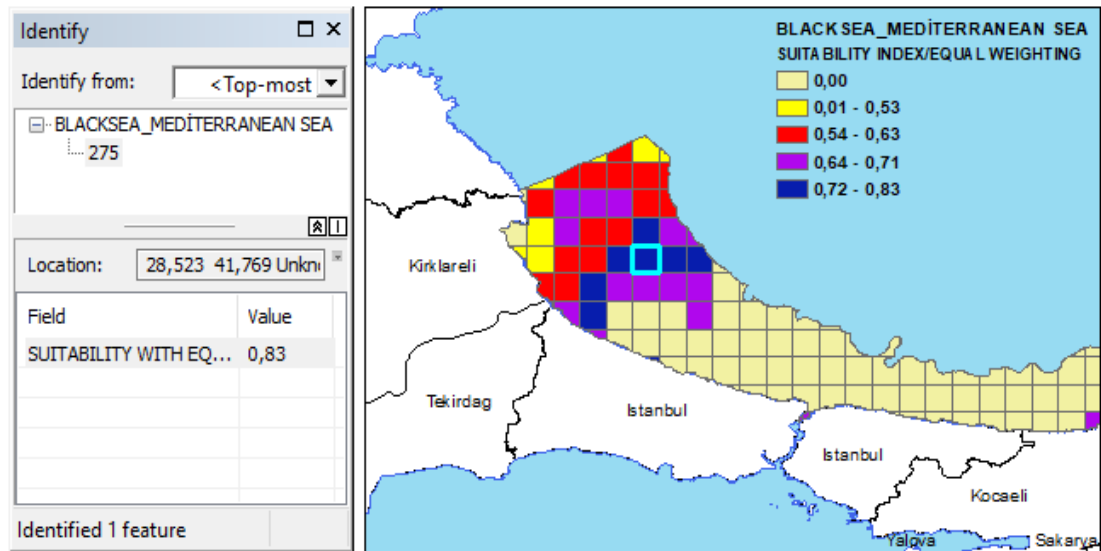 Identify
Identify from:
<Top-most
BLACKSEA_MEDİTERRANEAN SEA
275
Location:
28,523 41,769 Unkn
Field Value
SUITABILITY WITH EQ... 0,83
Identified 1 feature
BLACK SEA_MEDİTERRANEAN SEA
SUITABILITY INDEX/EQUAL WEIGHTING
0,00
0,01 - 0,53
0,54 - 0,63
0,64 - 0,71
0,72 - 0,83
Kirklareli
Tekirdag
Istanbul
Istanbul
Kocaeli
Yalova
Sakarya